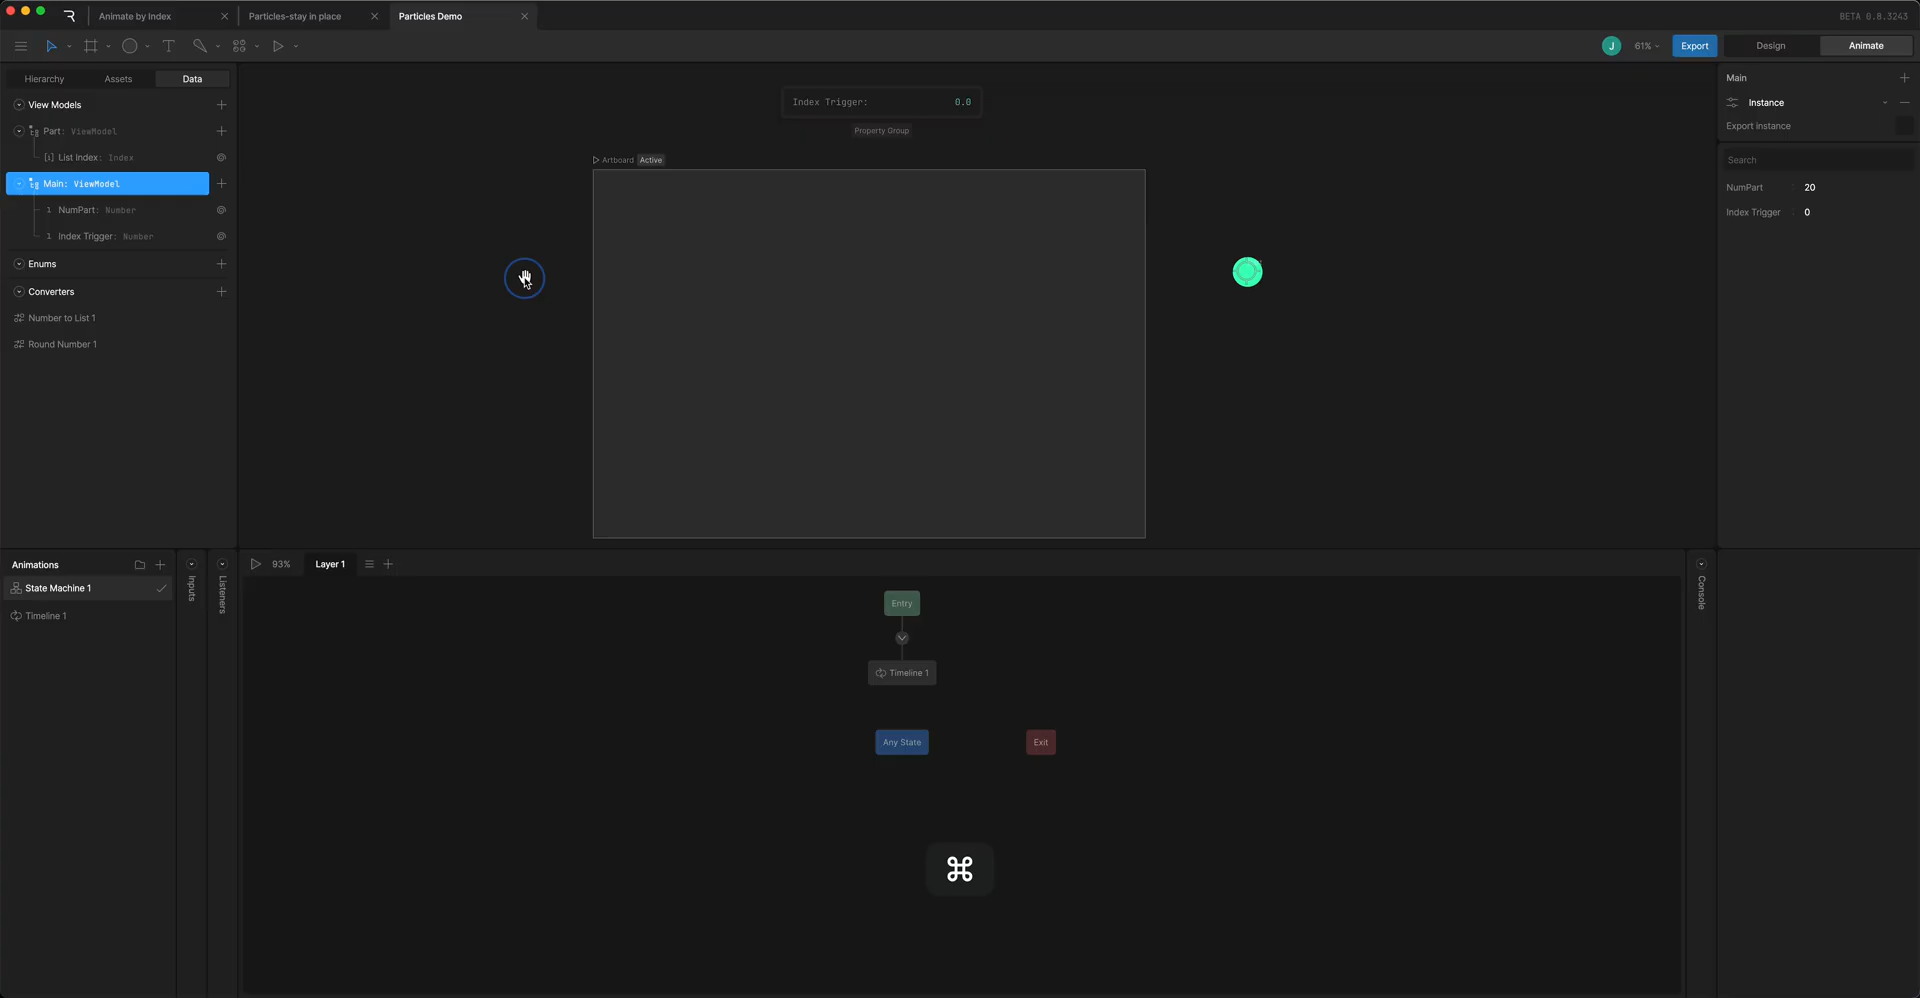 Animate by Index
Particles-stay in place
Particles Demo
BETA 0.8.3243
J
61%
Export
Design
Animate
Hierarchy
Assets
Data
View Models
Part: ViewModel
List Index: Index
Main: ViewModel
1 NumPart: Number
1 Index Trigger: Number
Enums
Converters
Number to List 1
Round Number 1
Index Trigger: 0.0
Property Group
Artboard Active
Main
Instance
Export instance
Search
NumPart 20
Index Trigger 0
Animations
State Machine 1
Timeline 1
Inputs
Listeners
93%
Layer 1
Entry
Timeline 1
Any State
Exit
Console
⌘